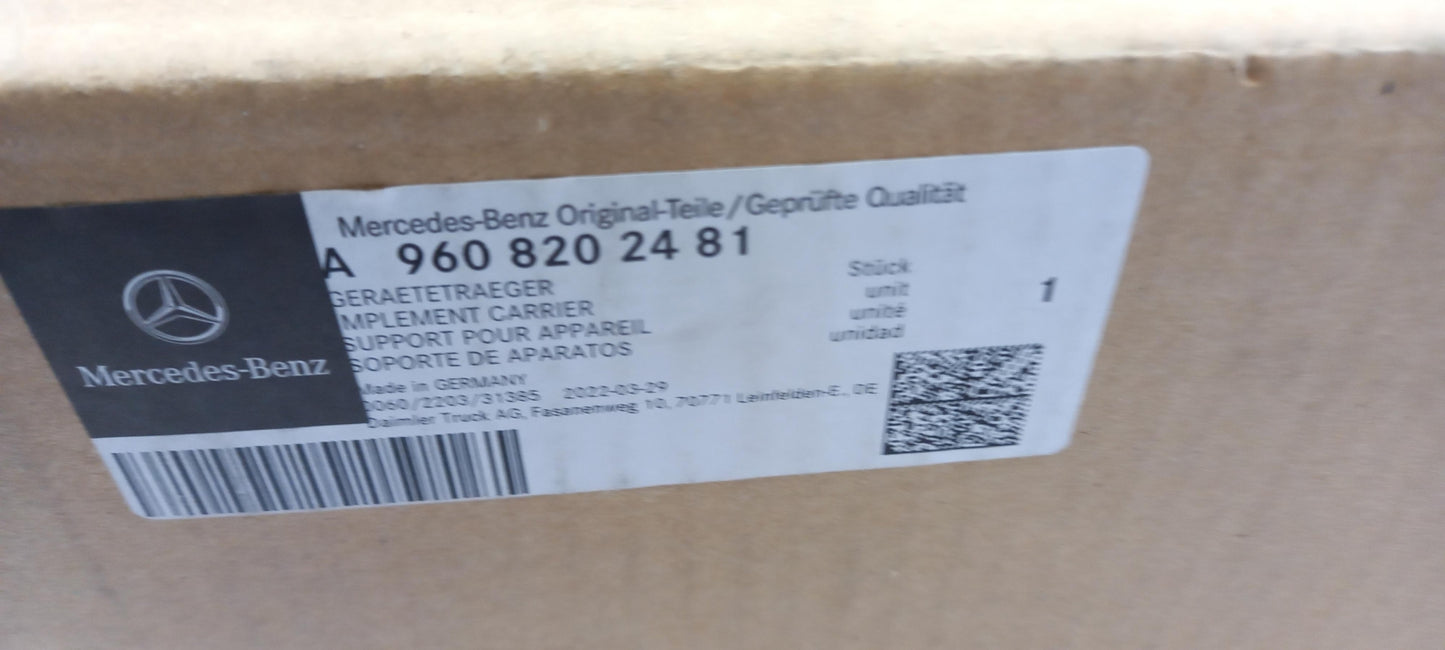 Mercedes-Benz Original-Teile/Geprüfte Qualität
A 960 820 24 81
GERAETETRAEGER
IMPLEMENT CARRIER
SUPPORT POUR APPAREIL
SOPORTE DE APARATOS
Stück
unit
unité
unidad
1
Made in GERMANY
0060/2203/31385 2022-03-29
Daimler Truck AG, Fasanenweg 10, 70771 Leinfelden-E., DE
Mercedes-Benz